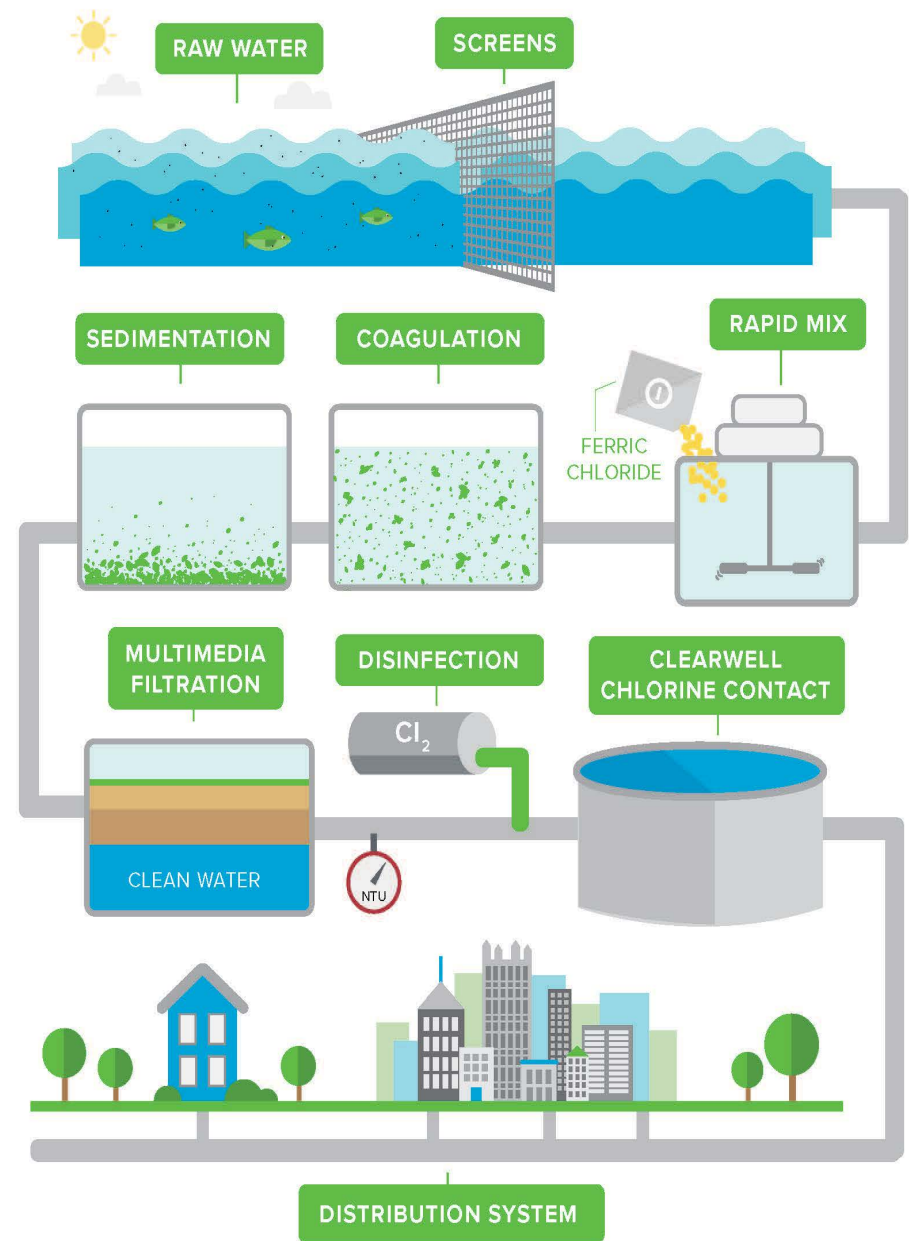 RAW WATER
SCREENS
SEDIMENTATION
COAGULATION
RAPID MIX
FERRIC
CHLORIDE
MULTIMEDIA
FILTRATION
DISINFECTION
CLEARWELL
CHLORINE CONTACT
Cl₂
CLEAN WATER
NTU
DISTRIBUTION SYSTEM